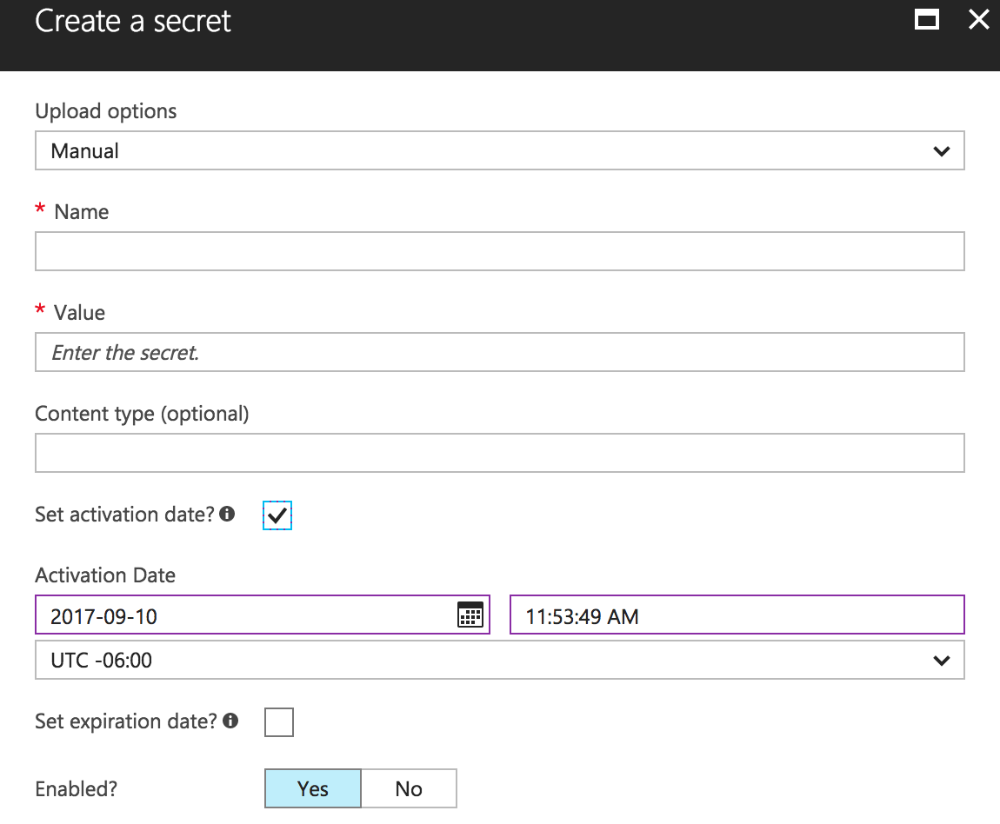 Create a secret
Upload options
Manual
* Name
* Value
Enter the secret.
Content type (optional)
Set activation date?
Activation Date
2017-09-10
11:53:49 AM
UTC -06:00
Set expiration date?
Enabled?
Yes
No